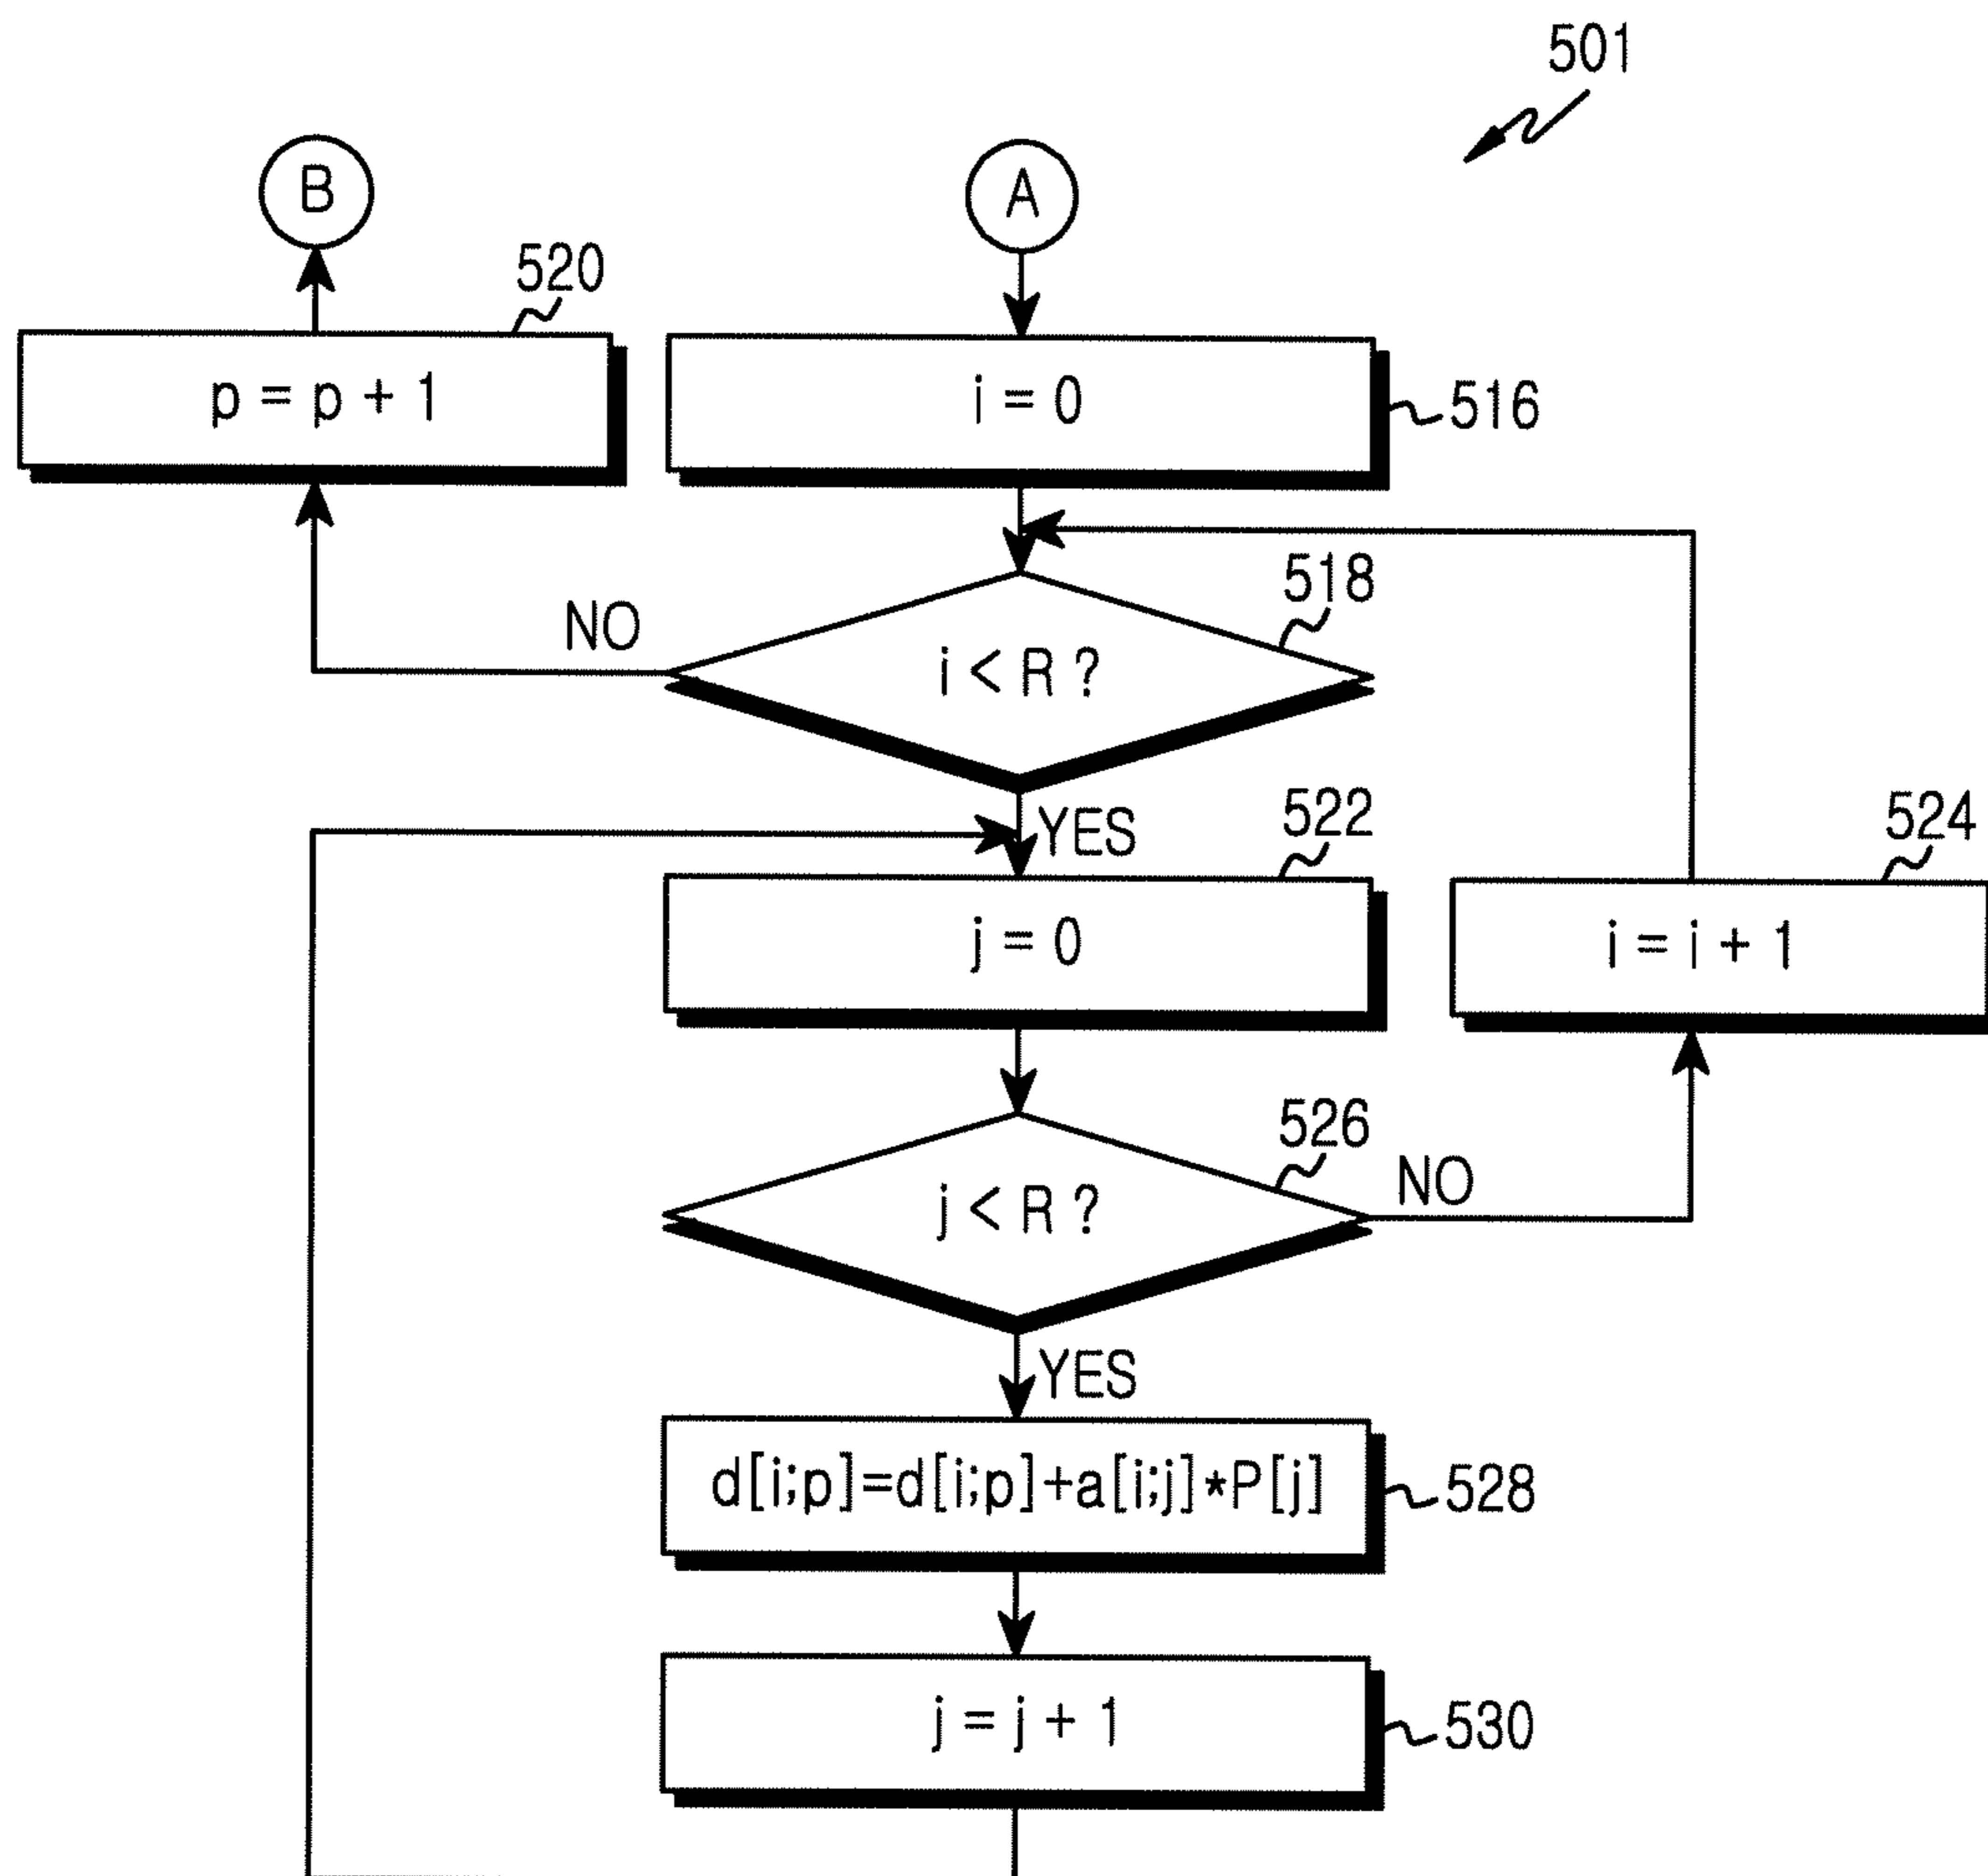 501
B
A
520
p = p + 1
i = 0
516
518
NO
i < R ?
YES
522
524
j = 0
i = i + 1
526
NO
j < R ?
YES
d[i;p]=d[i;p]+a[i;j]*P[j]
528
j = j + 1
530